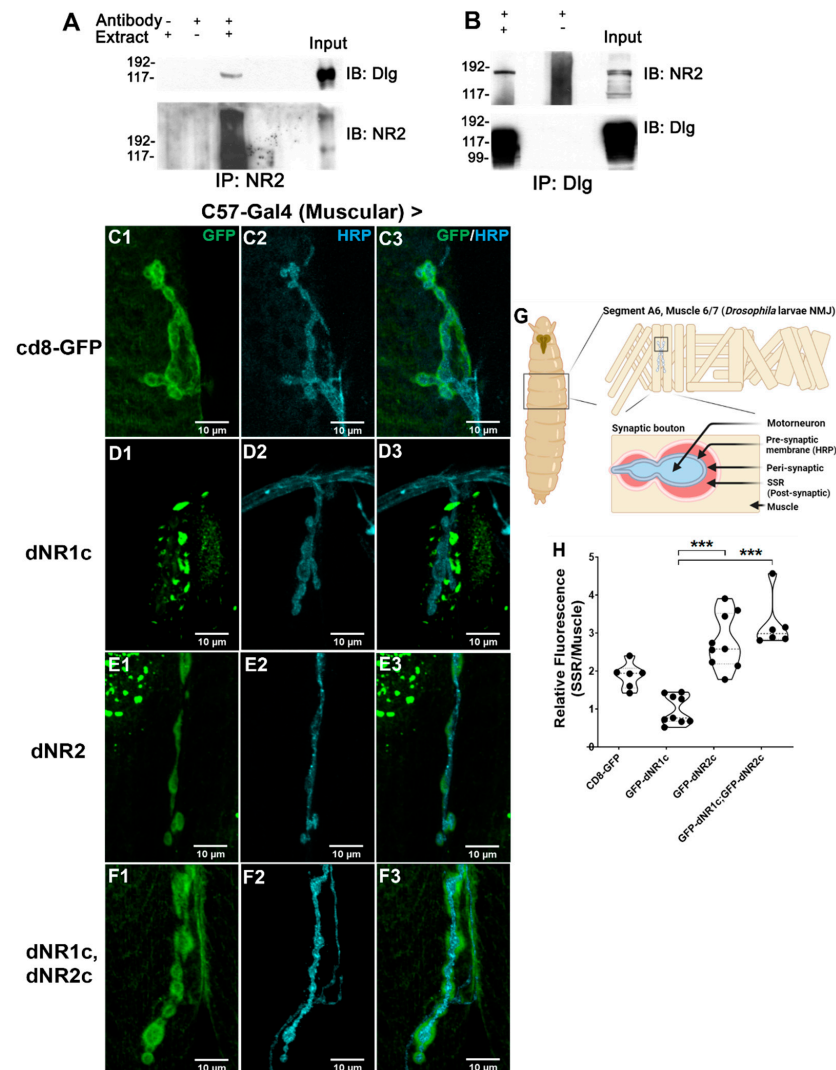 A
Antibody - + +
Extract + - +
Input
192-
117-
IB: Dlg
192-
117-
IB: NR2
IP: NR2
B
+ +
+ -
Input
192-
117-
IB: NR2
192-
117-
99-
IB: Dlg
IP: Dlg
C57-Gal4 (Muscular) >
cd8-GFP
C1 GFP
10 µm
C2 HRP
10 µm
C3 GFP/HRP
10 µm
dNR1c
D1
10 µm
D2
10 µm
D3
10 µm
dNR2
E1
10 µm
E2
10 µm
E3
10 µm
dNR1c,
dNR2c
F1
10 µm
F2
10 µm
F3
10 µm
G
Segment A6, Muscle 6/7 (Drosophila larvae NMJ)
Synaptic bouton
Motorneuron
Pre-synaptic
membrane (HRP)
Peri-synaptic
SSR
(Post-synaptic)
Muscle
H
Relative Fluorescence
(SSR/Muscle)
5
4
3
2
1
0
***
***
CD8-GFP
GFP-dNR1c
GFP-dNR2c
GFP-dNR1c;GFP-dNR2c